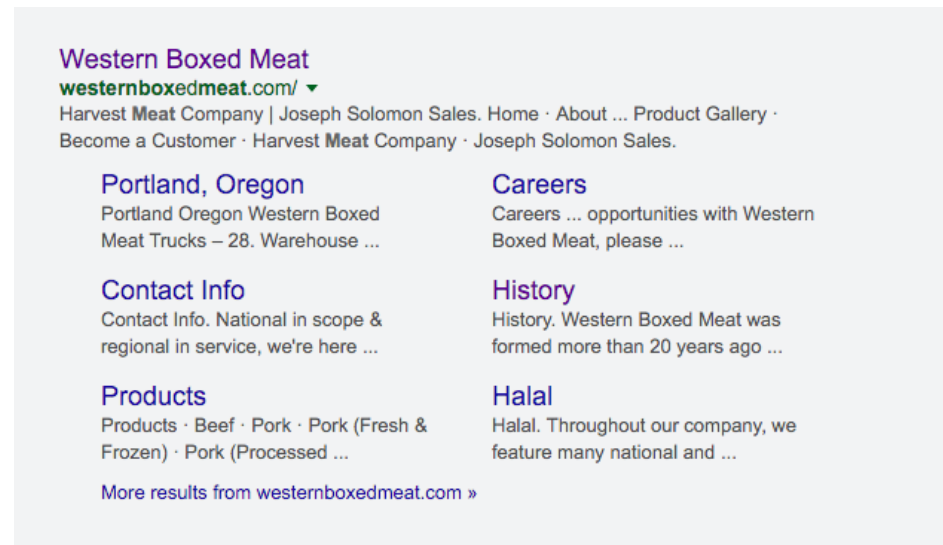 Western Boxed Meat
westernboxedmeat.com/
Harvest Meat Company | Joseph Solomon Sales. Home · About ... Product Gallery ·
Become a Customer · Harvest Meat Company · Joseph Solomon Sales.
Portland, Oregon
Portland Oregon Western Boxed
Meat Trucks – 28. Warehouse ...
Careers
Careers ... opportunities with Western
Boxed Meat, please ...
Contact Info
Contact Info. National in scope &
regional in service, we're here ...
History
History. Western Boxed Meat was
formed more than 20 years ago ...
Products
Products · Beef · Pork · Pork (Fresh &
Frozen) · Pork (Processed ...
Halal
Halal. Throughout our company, we
feature many national and ...
More results from westernboxedmeat.com »